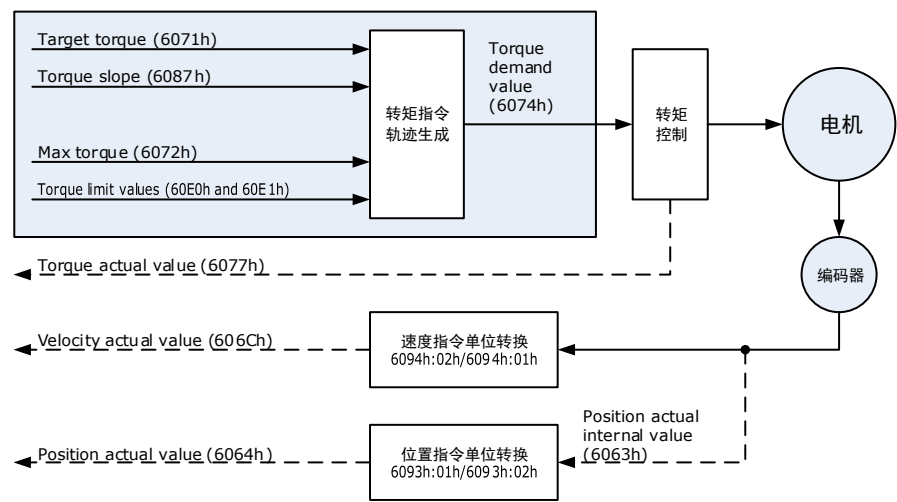 Target torque (6071h)
Torque slope (6087h)
Max torque (6072h)
Torque limit values (60E0h and 60E1h)
转矩指令
轨迹生成
Torque
demand
value
(6074h)
转矩
控制
电机
Torque actual value (6077h)
编码器
Velocity actual value (606Ch)
速度指令单位转换
6094h:02h/6094h:01h
Position actual
internal value
(6063h)
Position actual value (6064h)
位置指令单位转换
6093h:01h/6093h:02h